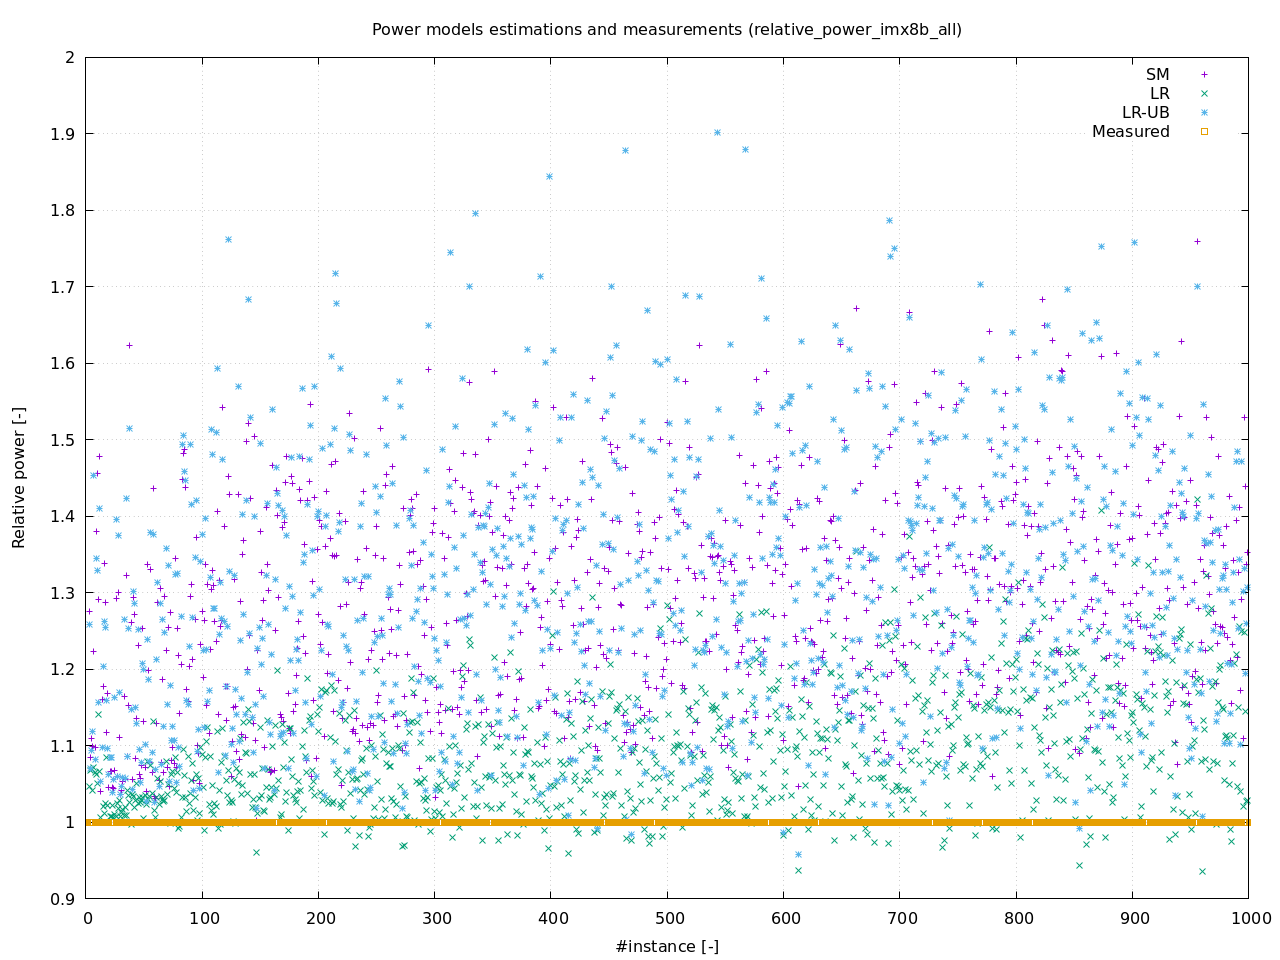 Power models estimations and measurements (relative_power_imx8b_all)
SM
LR
LR-UB
Measured
Relative power [-]
2
1.9
1.8
1.7
1.6
1.5
1.4
1.3
1.2
1.1
1
0.9
0 100 200 300 400 500 600 700 800 900 1000
#instance [-]